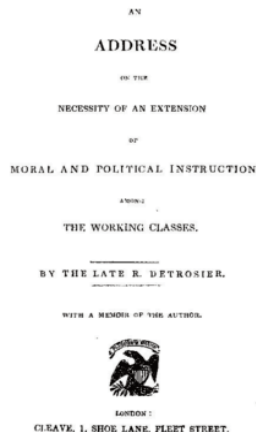 AN
ADDRESS
ON THE
NECESSITY OF AN EXTENSION
OF
MORAL AND POLITICAL INSTRUCTION
AMONG
THE WORKING CLASSES.
BY THE LATE R. DETROSIER.
WITH A MEMOIR OF THE AUTHOR.
LONDON:
CLEAVE, 1, SHOE LANE, FLEET STREET.